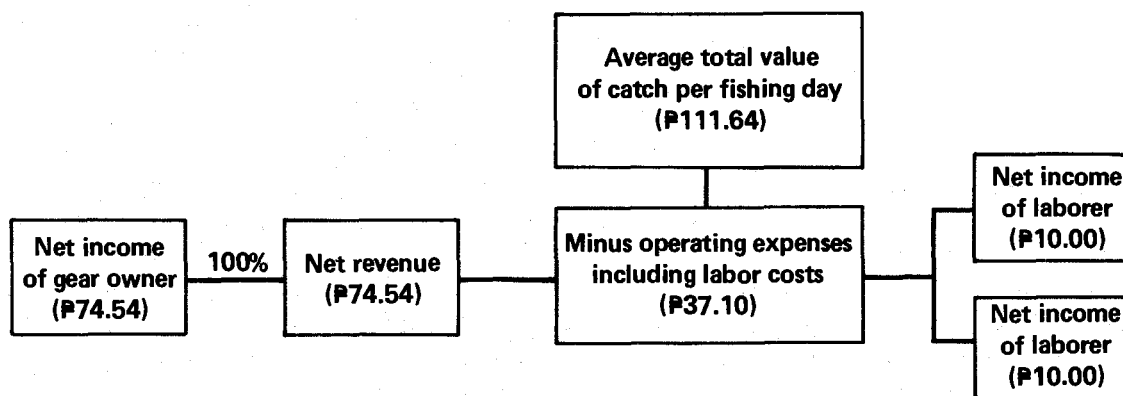 Average total value
of catch per fishing day
(₱111.64)
Net income
of gear owner
(₱74.54)
100%
Net revenue
(₱74.54)
Minus operating expenses
including labor costs
(₱37.10)
Net income
of laborer
(₱10.00)
Net income
of laborer
(₱10.00)